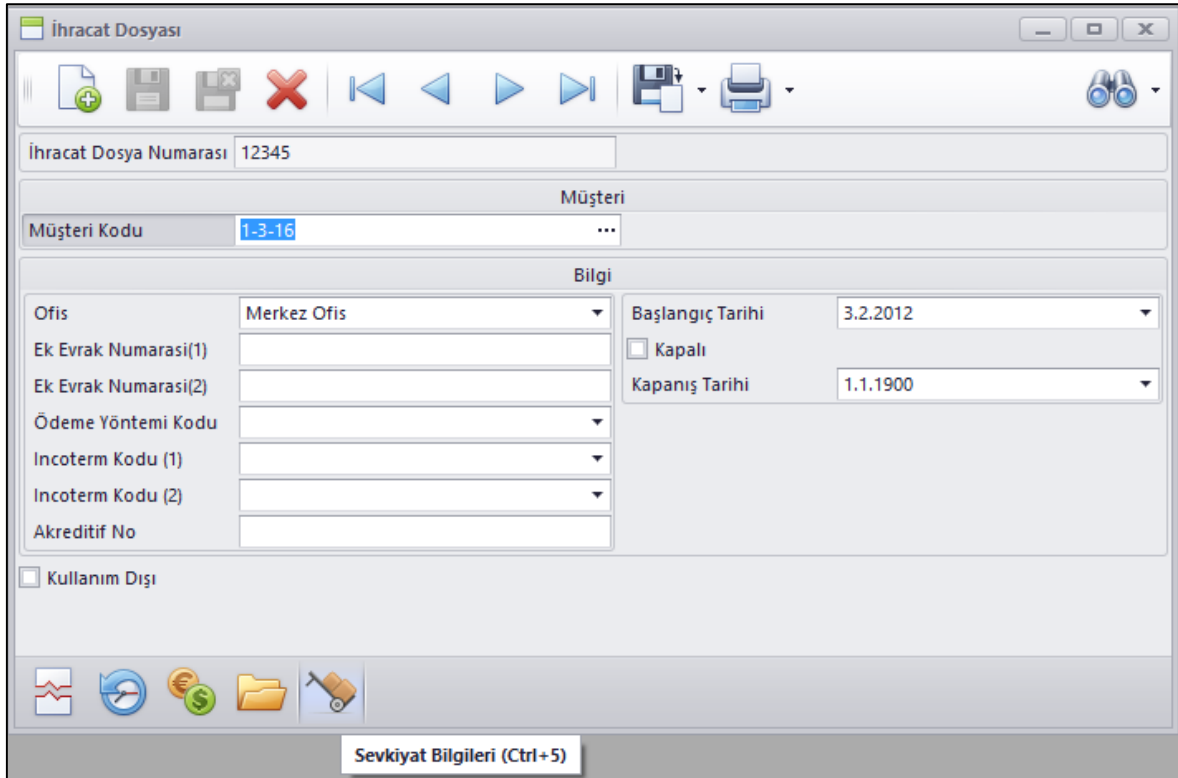 İhracat Dosyası
İhracat Dosya Numarası 12345
Müşteri
Müşteri Kodu 1-3-16 ...
Bilgi
Ofis Merkez Ofis Başlangıç Tarihi 3.2.2012
Ek Evrak Numarasi(1) Kapalı
Ek Evrak Numarasi(2) Kapanış Tarihi 1.1.1900
Ödeme Yöntemi Kodu
Incoterm Kodu (1)
Incoterm Kodu (2)
Akreditif No
Kullanım Dışı
Sevkiyat Bilgileri (Ctrl+5)